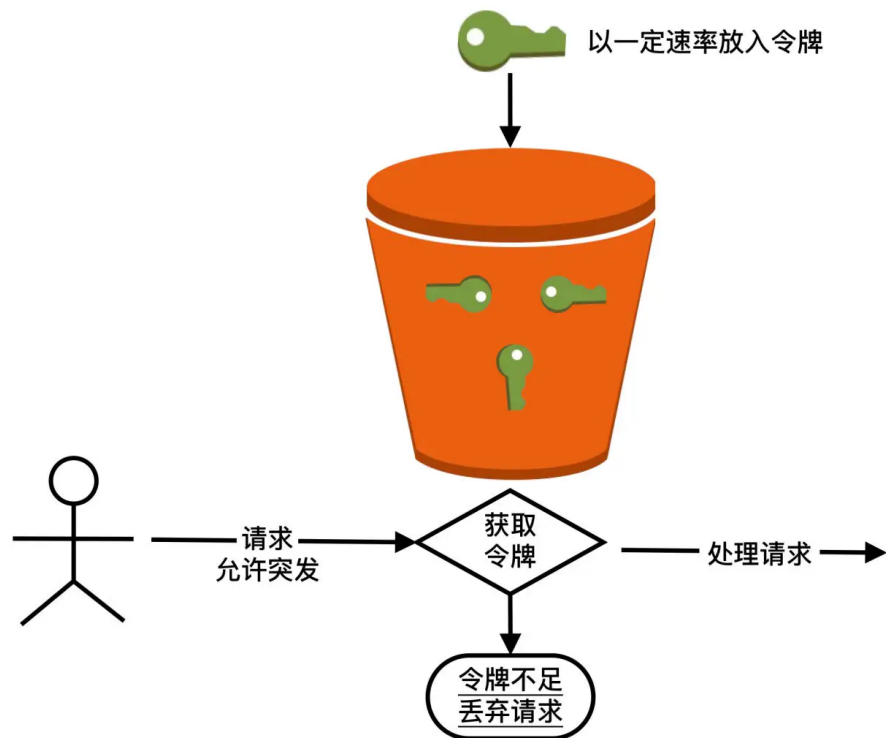 以一定速率放入令牌
获取
令牌
请求
允许突发
处理请求
令牌不足
丢弃请求